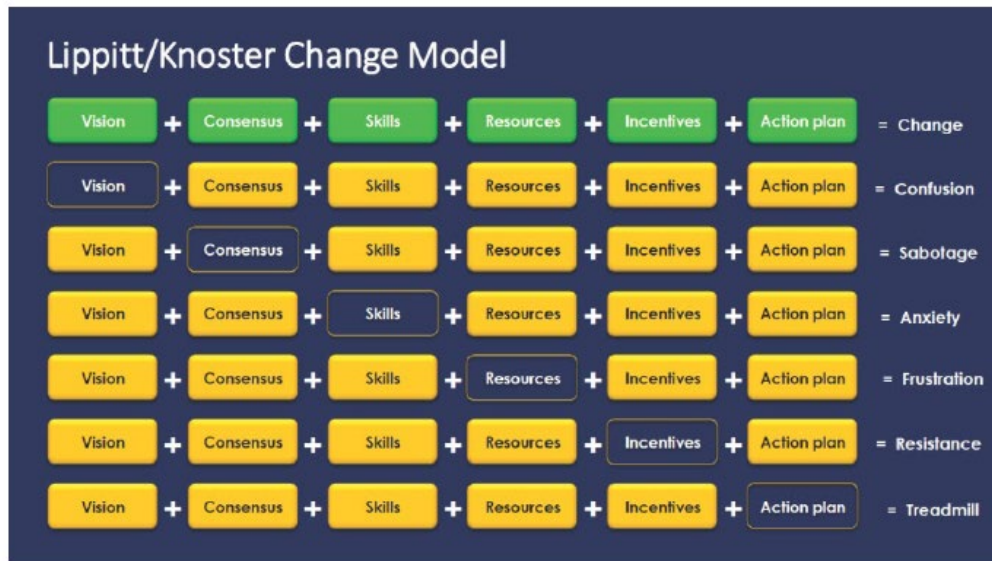 Lippitt/Knoster Change Model
Vision + Consensus + Skills + Resources + Incentives + Action plan = Change
Vision + Consensus + Skills + Resources + Incentives + Action plan = Confusion
Vision + Consensus + Skills + Resources + Incentives + Action plan = Sabotage
Vision + Consensus + Skills + Resources + Incentives + Action plan = Anxiety
Vision + Consensus + Skills + Resources + Incentives + Action plan = Frustration
Vision + Consensus + Skills + Resources + Incentives + Action plan = Resistance
Vision + Consensus + Skills + Resources + Incentives + Action plan = Treadmill